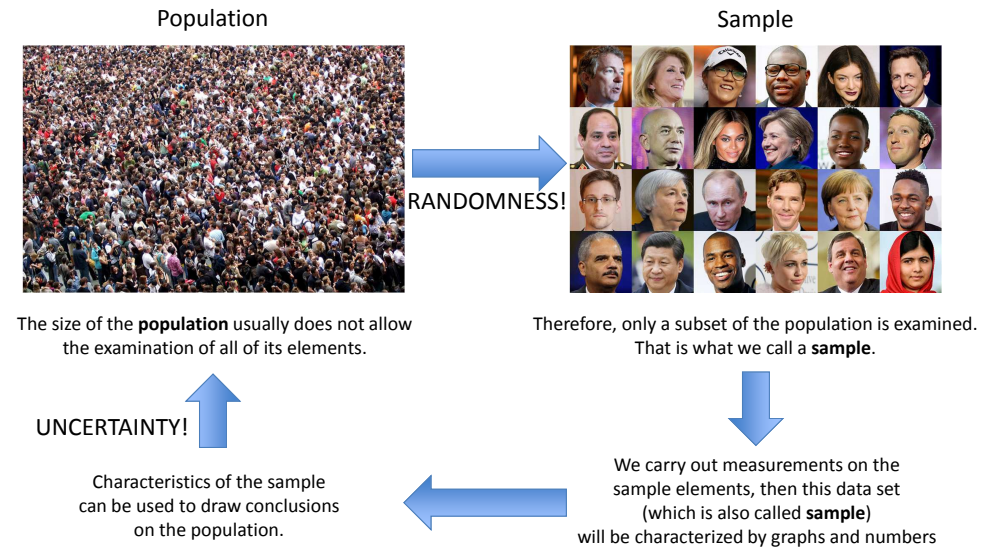 Population
Sample
RANDOMNESS!
The size of the population usually does not allow
the examination of all of its elements.
Therefore, only a subset of the population is examined.
That is what we call a sample.
UNCERTAINTY!
We carry out measurements on the
sample elements, then this data set
(which is also called sample)
will be characterized by graphs and numbers
Characteristics of the sample
can be used to draw conclusions
on the population.